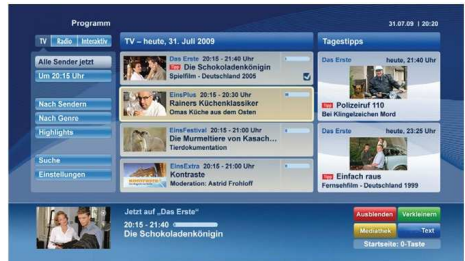 Programm
31.07.09 | 20:20
TV Radio Interaktiv
Alle Sender jetzt
Um 20:15 Uhr
Nach Sendern
Nach Genre
Highlights
Suche
Einstellungen
TV – heute, 31. Juli 2009
Das Erste 20:15 - 21:40 Uhr
Tipp Die Schokoladenkönigin
Spielfilm - Deutschland 2005
EinsPlus 20:15 - 20:30 Uhr
Rainers Küchenklassiker
Omas Küche aus dem Osten
EinsFestival 20:15 - 21:00 Uhr
Die Murmeltiere von Kasach...
Tierdokumentation
EinsExtra 20:15 - 21:00 Uhr
Kontraste
Moderation: Astrid Frohloff
Tagestipps
Das Erste heute, 21:40 Uhr
Tipp Polizeiruf 110
Bei Klingelzeichen Mord
Das Erste heute, 23:25 Uhr
Tipp Einfach raus
Fernsehfilm - Deutschland 1999
Jetzt auf „Das Erste“
20:15 - 21:40
Die Schokoladenkönigin
Ausblenden Verkleinern
Mediathek Text
Startseite: 0-Taste